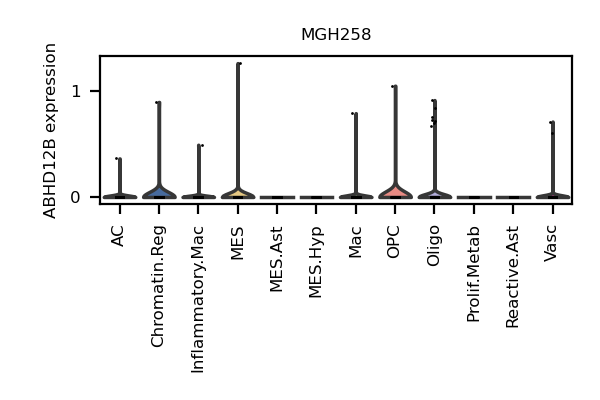 MGH258
ABHD12B expression
1
0
AC
Chromatin.Reg
Inflammatory.Mac
MES
MES.Ast
MES.Hyp
Mac
OPC
Oligo
Prolif.Metab
Reactive.Ast
Vasc